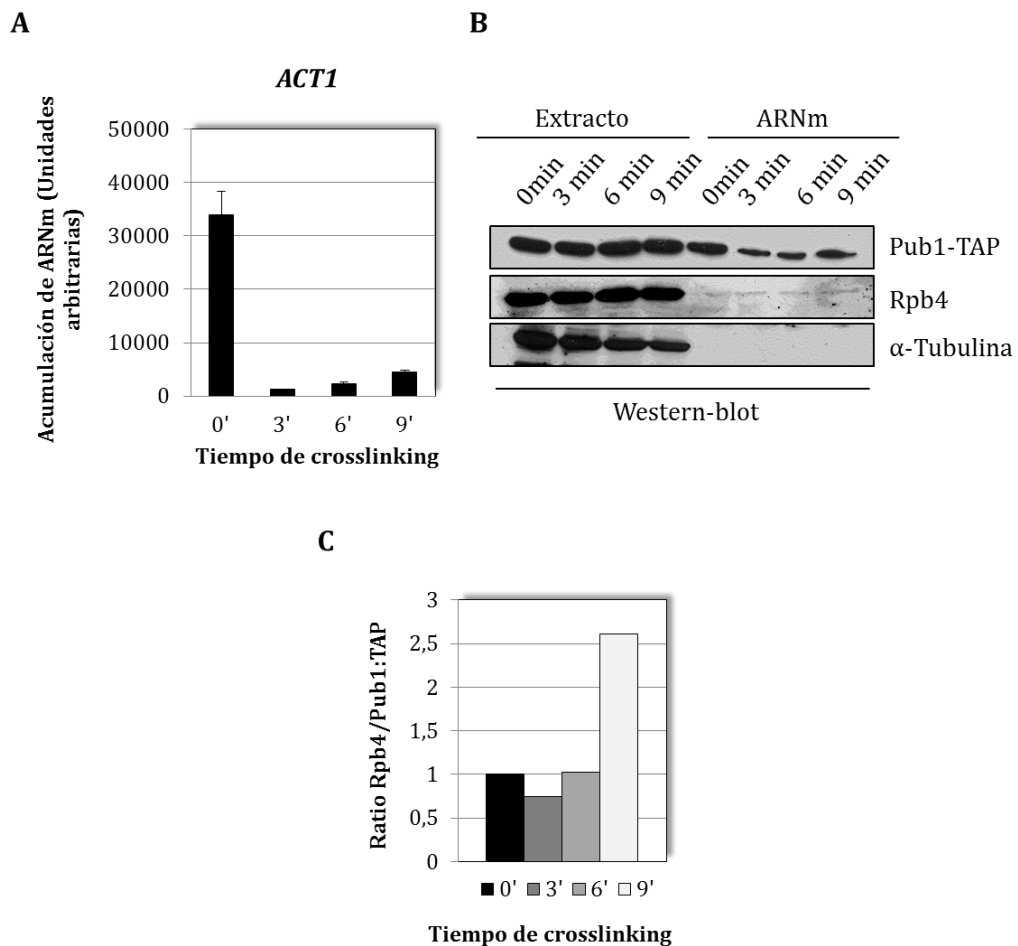 A
ACT1
Acumulación de ARNm (Unidades
arbitrarias)
50000
40000
30000
20000
10000
0
0' 3' 6' 9'
Tiempo de crosslinking
B
Extracto ARNm
0min 3 min 6 min 9 min 0min 3 min 6 min 9 min
Pub1-TAP
Rpb4
α-Tubulina
Western-blot
C
Ratio Rpb4/Pub1:TAP
3
2,5
2
1,5
1
0,5
0
0' 3' 6' 9'
Tiempo de crosslinking